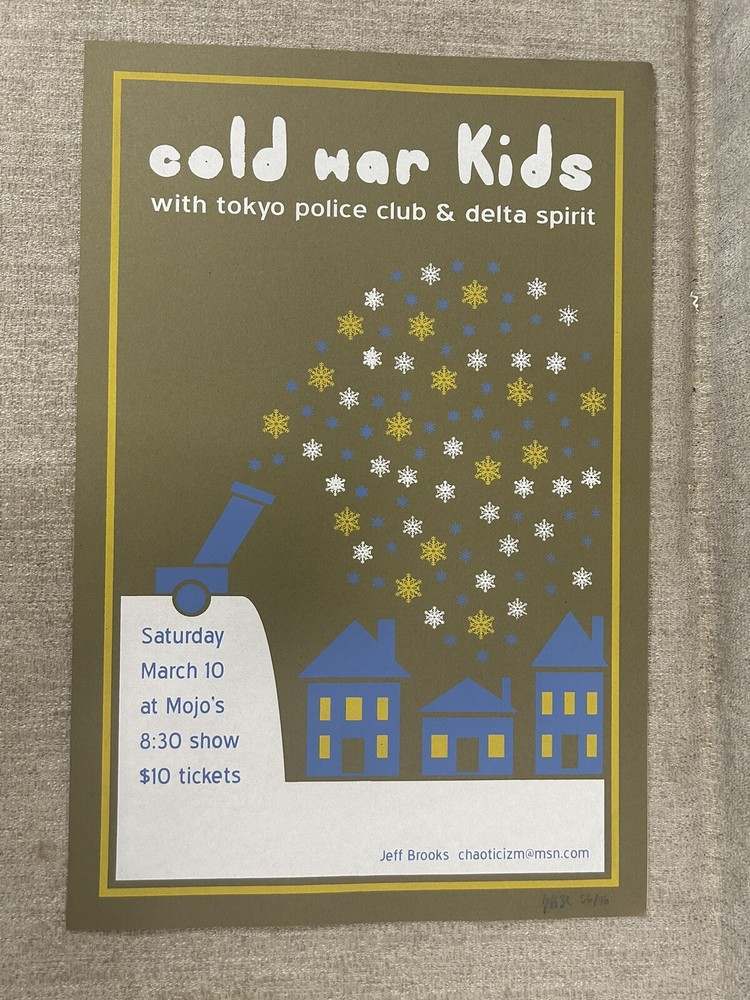 cold war Kids
with tokyo police club & delta spirit
Saturday
March 10
at Mojo's
8:30 show
$10 tickets
Jeff Brooks chaoticizm@msn.com